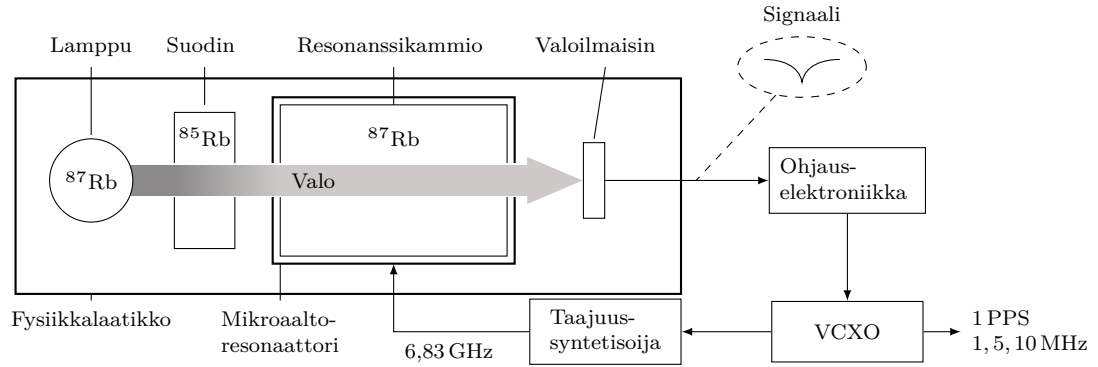 Signaali
Lamppu
Suodin
Resonanssikammio
Valoilmaisin
⁸⁵Rb
⁸⁷Rb
⁸⁷Rb
Valo
Ohjaus-
elektroniikka
Fysiikkalaatikko
Mikroaalto-
resonaattori
6,83 GHz
Taajuus-
syntetisoija
VCXO
1 PPS
1, 5, 10 MHz